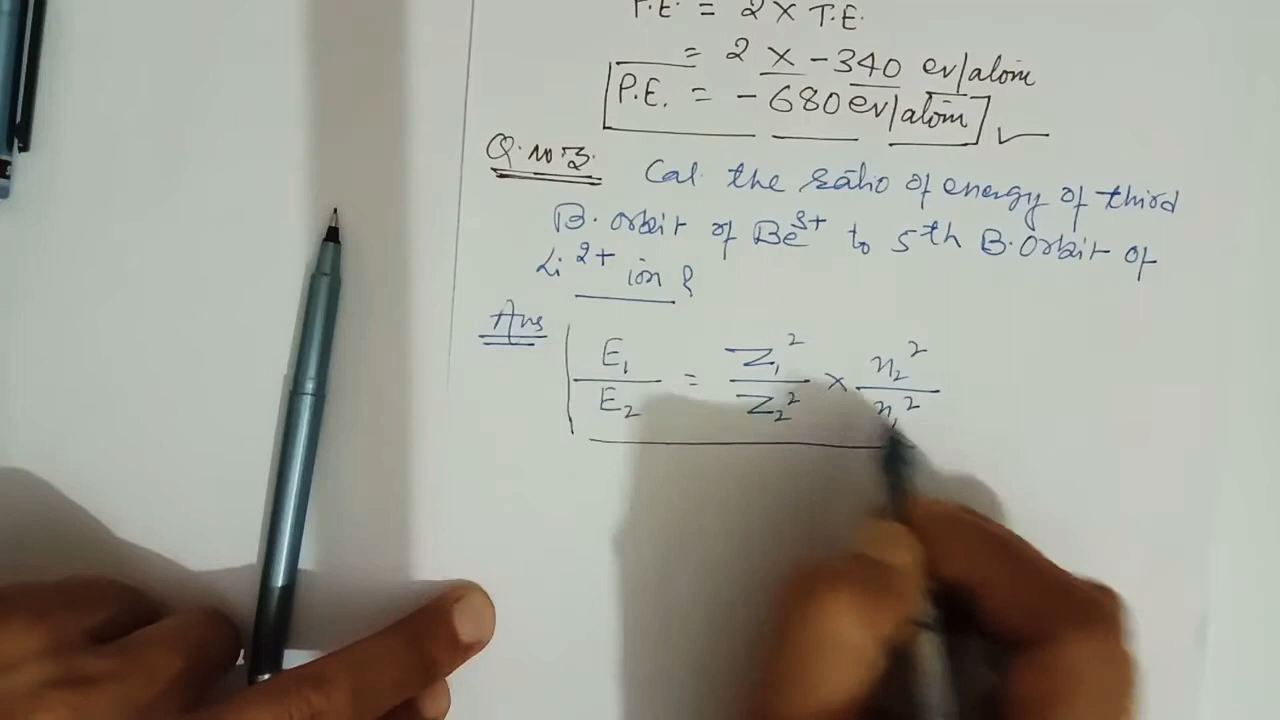 P.E. = 2 × T.E.
= 2 × -340 ev/atom
P.E. = - 680 ev/atom
Q.no 3.
Cal. the ratio of energy of third
B. orbit of Be³⁺ to 5th B. orbit of
Li²⁺ ion ?
Ans
E₁/E₂ = Z₁²/Z₂² × n₂²/n₁²